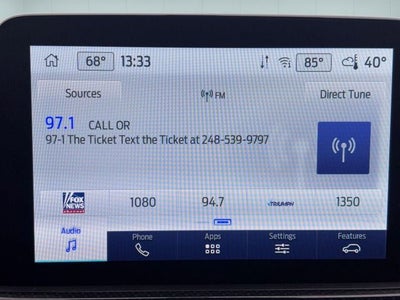 68° 13:33 85° 40°
Sources FM Direct Tune
97.1 CALL OR
97-1 The Ticket Text the Ticket at 248-539-9797
FOX NEWS 1080 94.7 TRIUMPH 1350
Audio Phone Apps Settings Features